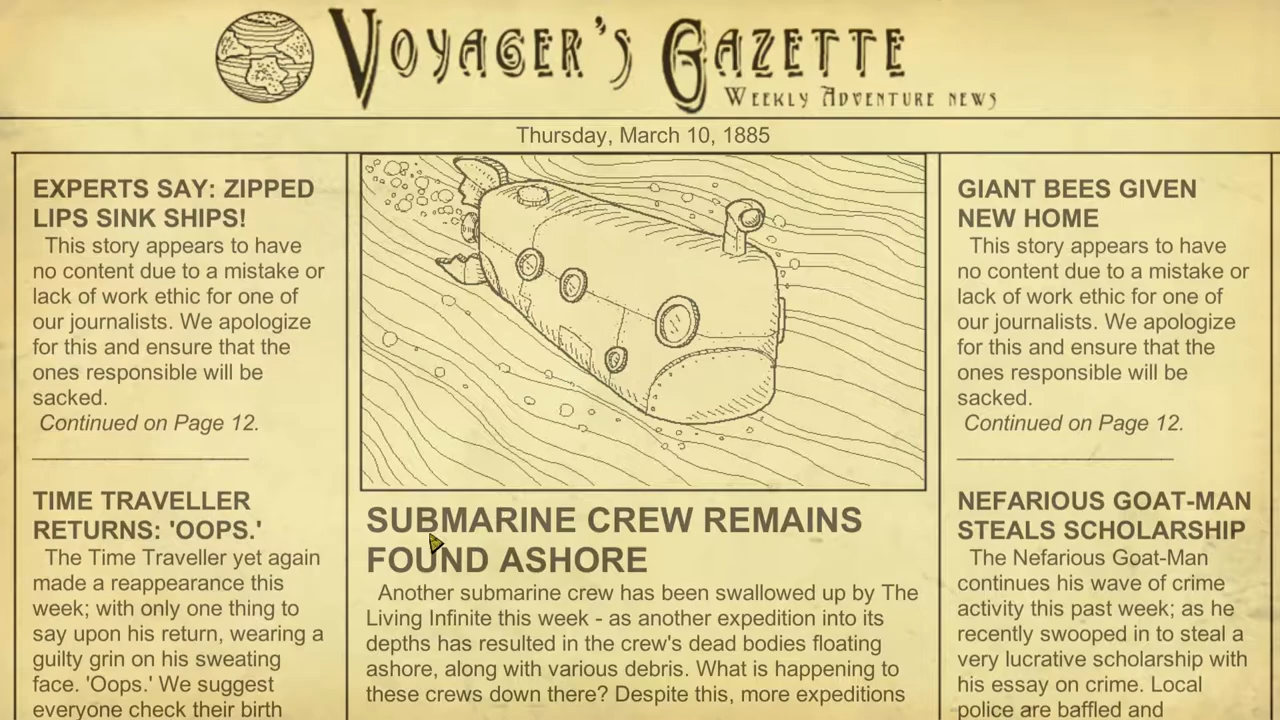 VOYAGER'S GAZETTE
WEEKLY ADVENTURE NEWS
Thursday, March 10, 1885
EXPERTS SAY: ZIPPED
LIPS SINK SHIPS!
This story appears to have
no content due to a mistake or
lack of work ethic for one of
our journalists. We apologize
for this and ensure that the
ones responsible will be
sacked.
Continued on Page 12.
TIME TRAVELLER
RETURNS: 'OOPS.'
The Time Traveller yet again
made a reappearance this
week; with only one thing to
say upon his return, wearing a
guilty grin on his sweating
face. 'Oops.' We suggest
everyone check their birth
SUBMARINE CREW REMAINS
FOUND ASHORE
Another submarine crew has been swallowed up by The
Living Infinite this week - as another expedition into its
depths has resulted in the crew's dead bodies floating
ashore, along with various debris. What is happening to
these crews down there? Despite this, more expeditions
GIANT BEES GIVEN
NEW HOME
This story appears to have
no content due to a mistake or
lack of work ethic for one of
our journalists. We apologize
for this and ensure that the
ones responsible will be
sacked.
Continued on Page 12.
NEFARIOUS GOAT-MAN
STEALS SCHOLARSHIP
The Nefarious Goat-Man
continues his wave of crime
activity this past week; as he
recently swooped in to steal a
very lucrative scholarship with
his essay on crime. Local
police are baffled and